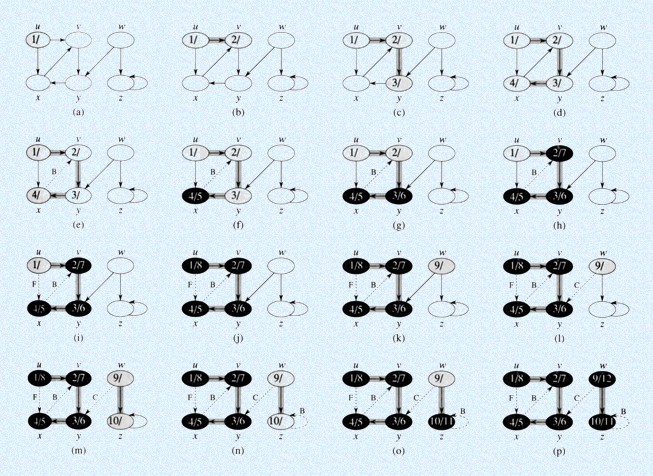 u v w u v w u v w u v w
1/ 1/ 2/ 1/ 2/ 1/ 2/
3/ 4/ 3/
x y z x y z x y z x y z
(a) (b) (c) (d)
u v w u v w u v w u v w
1/ 2/ 1/ 2/ 1/ 2/ 1/ 2/7
B B B B
4/ 3/ 4/5 3/ 4/5 3/6 4/5 3/6
x y z x y z x y z x y z
(e) (f) (g) (h)
u v w u v w u v w u v w
1/ 2/7 1/8 2/7 1/8 2/7 9/ 1/8 2/7 9/
F B F B F B F B C
4/5 3/6 4/5 3/6 4/5 3/6 4/5 3/6
x y z x y z x y z x y z
(i) (j) (k) (l)
u v w u v w u v w u v w
1/8 2/7 9/ 1/8 2/7 9/ 1/8 2/7 9/ 1/8 2/7 9/12
F B C F B C F B C F B C
B B B
4/5 3/6 10/ 4/5 3/6 10/ 4/5 3/6 10/11 4/5 3/6 10/11
x y z x y z x y z x y z
(m) (n) (o) (p)